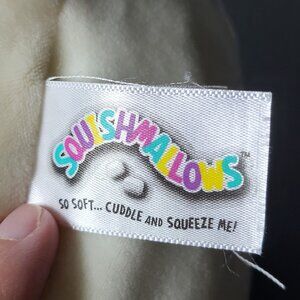 SQUISHMALLOWS™
SO SOFT... CUDDLE AND SQUEEZE ME!